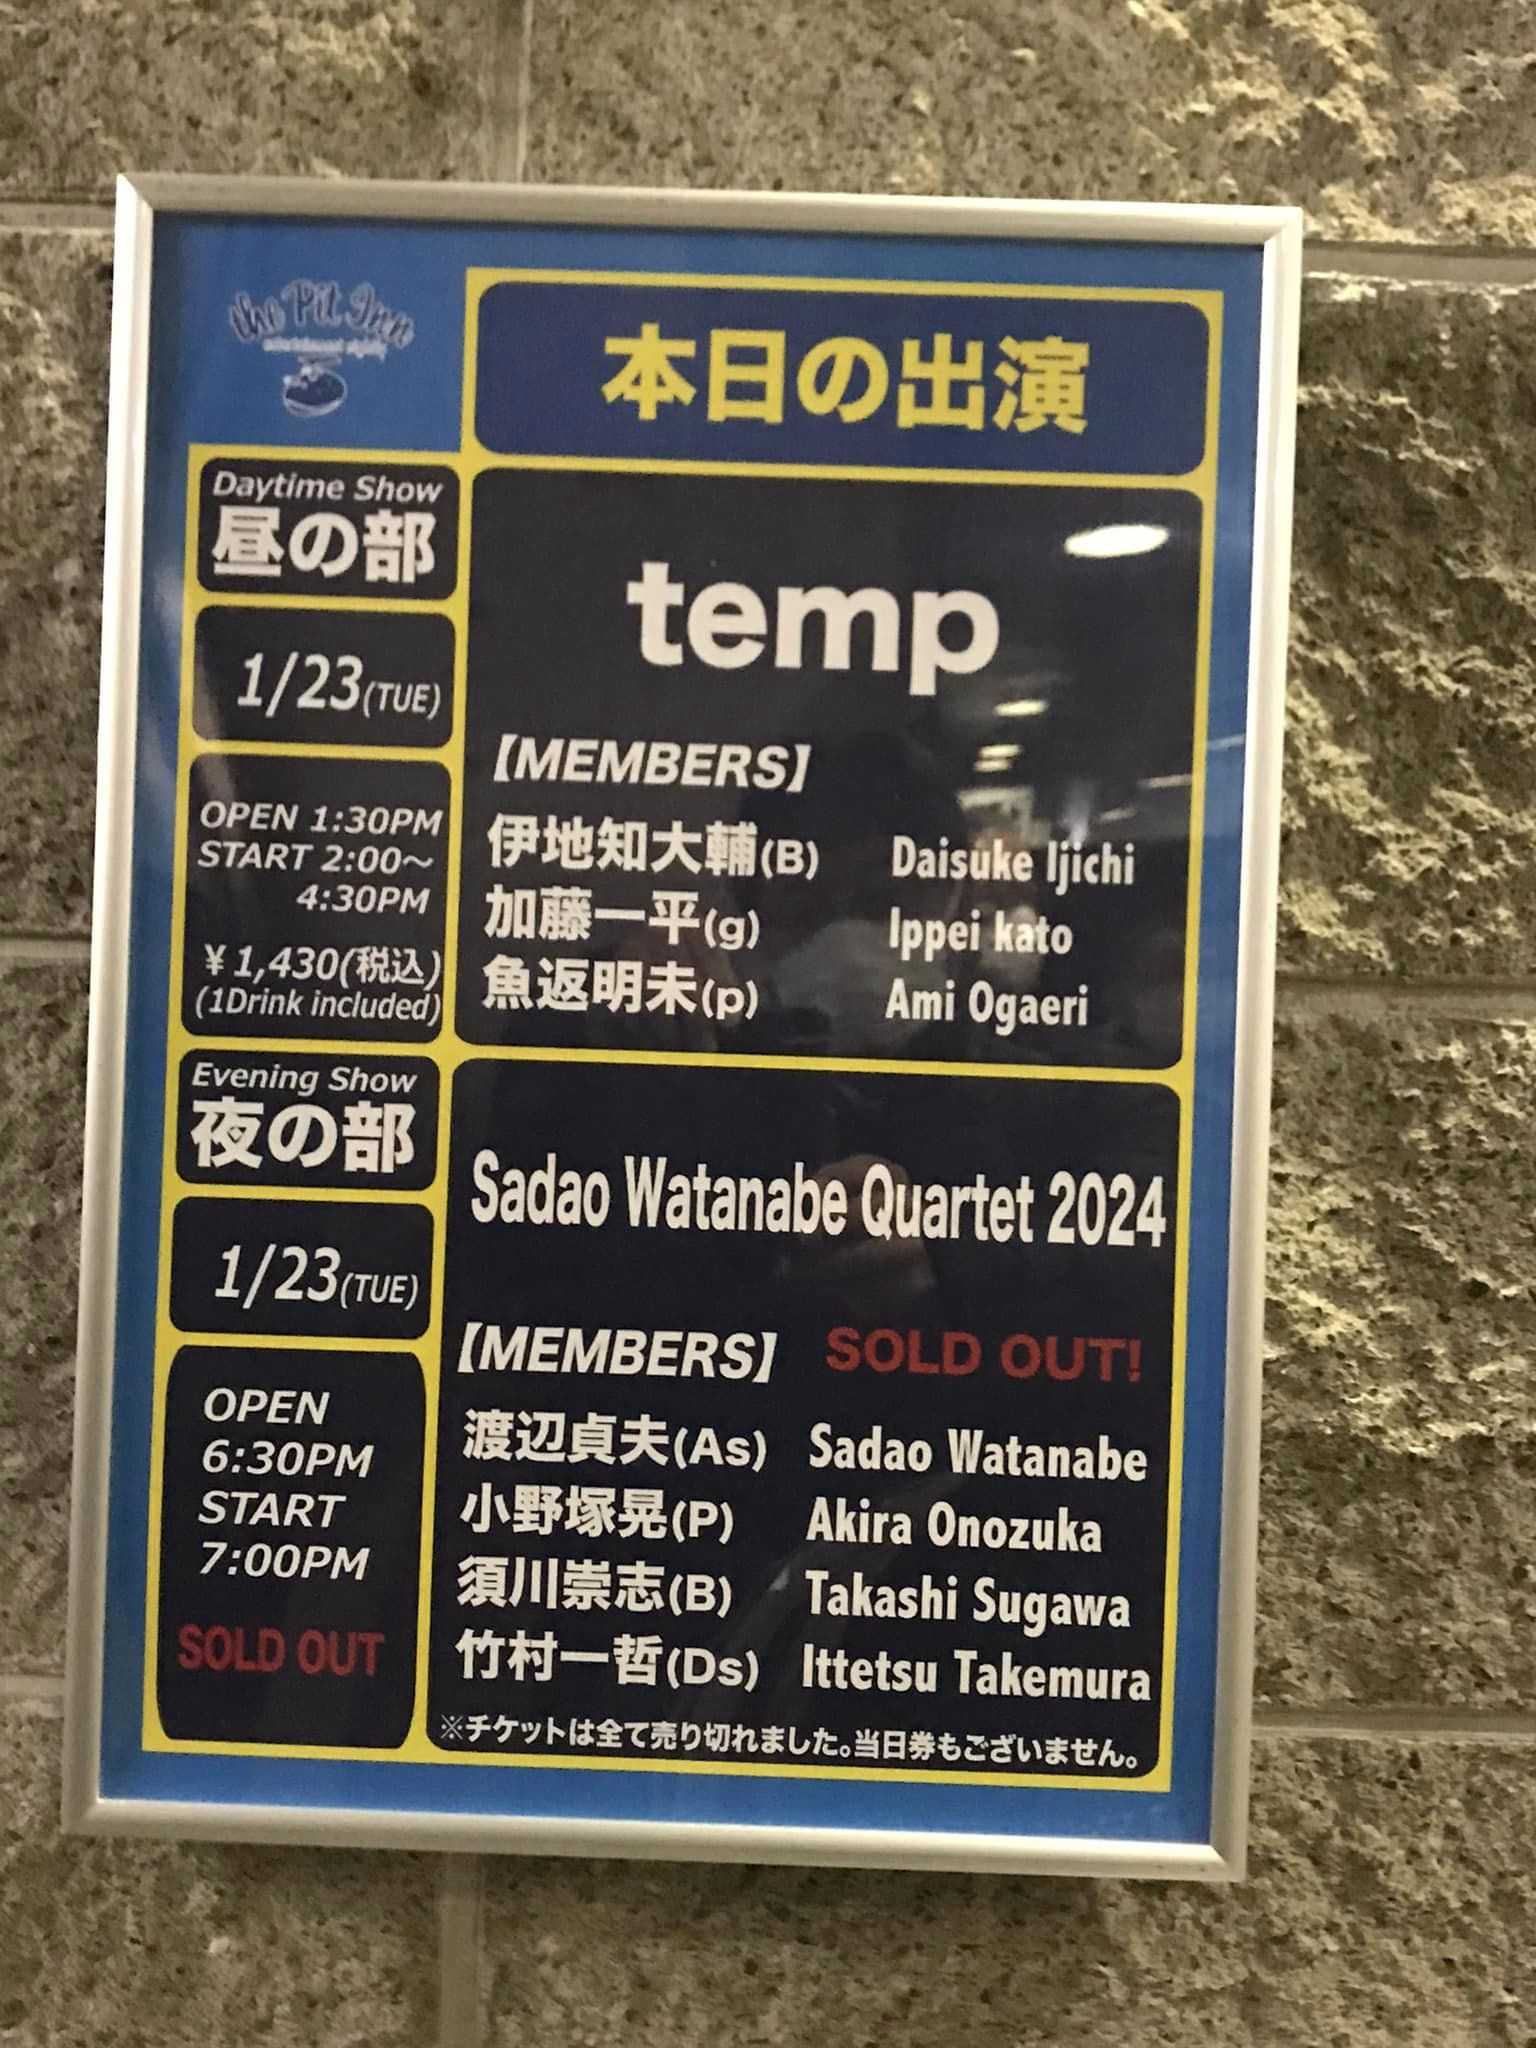 the Pit Inn
本日の出演
Daytime Show
昼の部
1/23(TUE)
OPEN 1:30PM
START 2:00〜
4:30PM
¥1,430(税込)
(1Drink included)
temp
【MEMBERS】
伊地知大輔(B) Daisuke Ijichi
加藤一平(g) Ippei kato
魚返明未(p) Ami Ogaeri
Evening Show
夜の部
1/23(TUE)
OPEN
6:30PM
START
7:00PM
SOLD OUT
Sadao Watanabe Quartet 2024
【MEMBERS】 SOLD OUT!
渡辺貞夫(As) Sadao Watanabe
小野塚晃(P) Akira Onozuka
須川崇志(B) Takashi Sugawa
竹村一哲(Ds) Ittetsu Takemura
※チケットは全て売り切れました。当日券もございません。